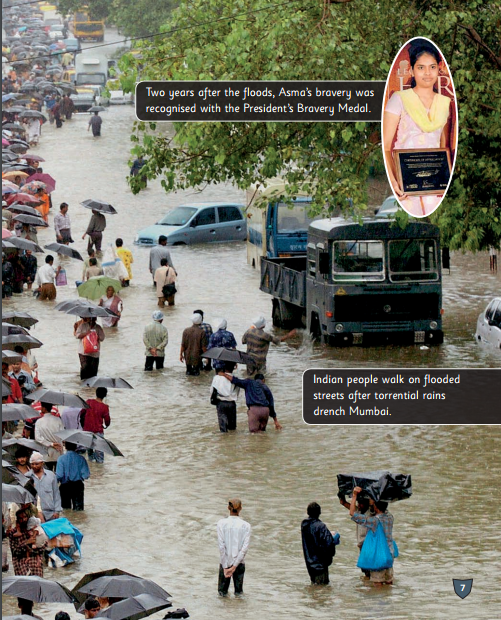 Two years after the floods, Asma's bravery was
recognised with the President's Bravery Medal.
Indian people walk on flooded
streets after torrential rains
drench Mumbai.
7